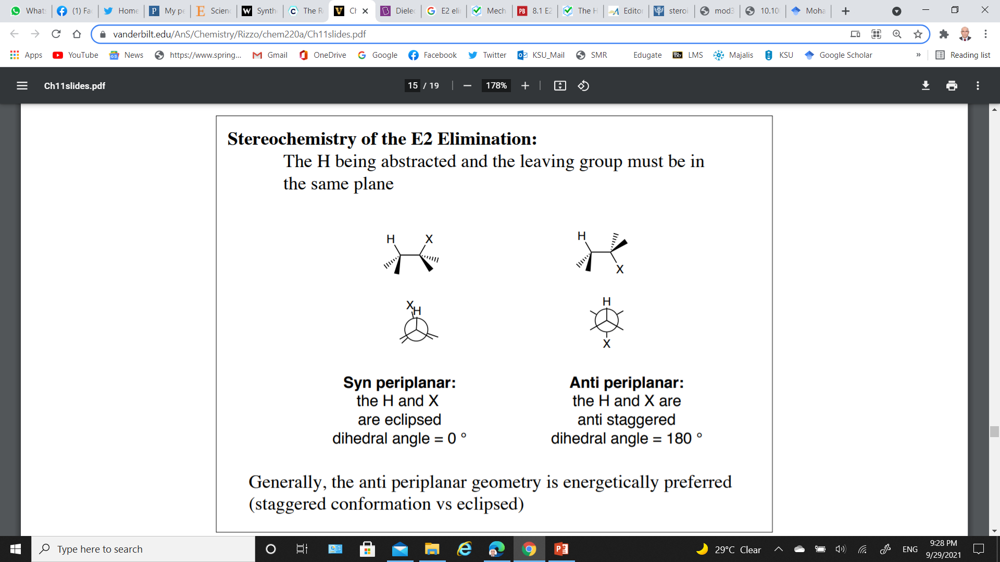 What
(1) Fa
Home
My pe
Scienc
Synth
The R
Ch
Dielec
E2 eli
Mech
8.1 E2
The H
Edito
steroi
mod3
10.10
Moha
vanderbilt.edu/AnS/Chemistry/Rizzo/chem220a/Ch11slides.pdf
Apps YouTube News https://www.spring... Gmail OneDrive Google Facebook Twitter KSU_Mail SMR Edugate LMS Majalis KSU Google Scholar » Reading list
Ch11slides.pdf 15 / 19 178%
Stereochemistry of the E2 Elimination:
The H being abstracted and the leaving group must be in
the same plane
H X
H
X
X
H
H
X
Syn periplanar:
the H and X
are eclipsed
dihedral angle = 0 °
Anti periplanar:
the H and X are
anti staggered
dihedral angle = 180 °
Generally, the anti periplanar geometry is energetically preferred
(staggered conformation vs eclipsed)
Type here to search
29°C Clear
ENG
9:28 PM
9/29/2021